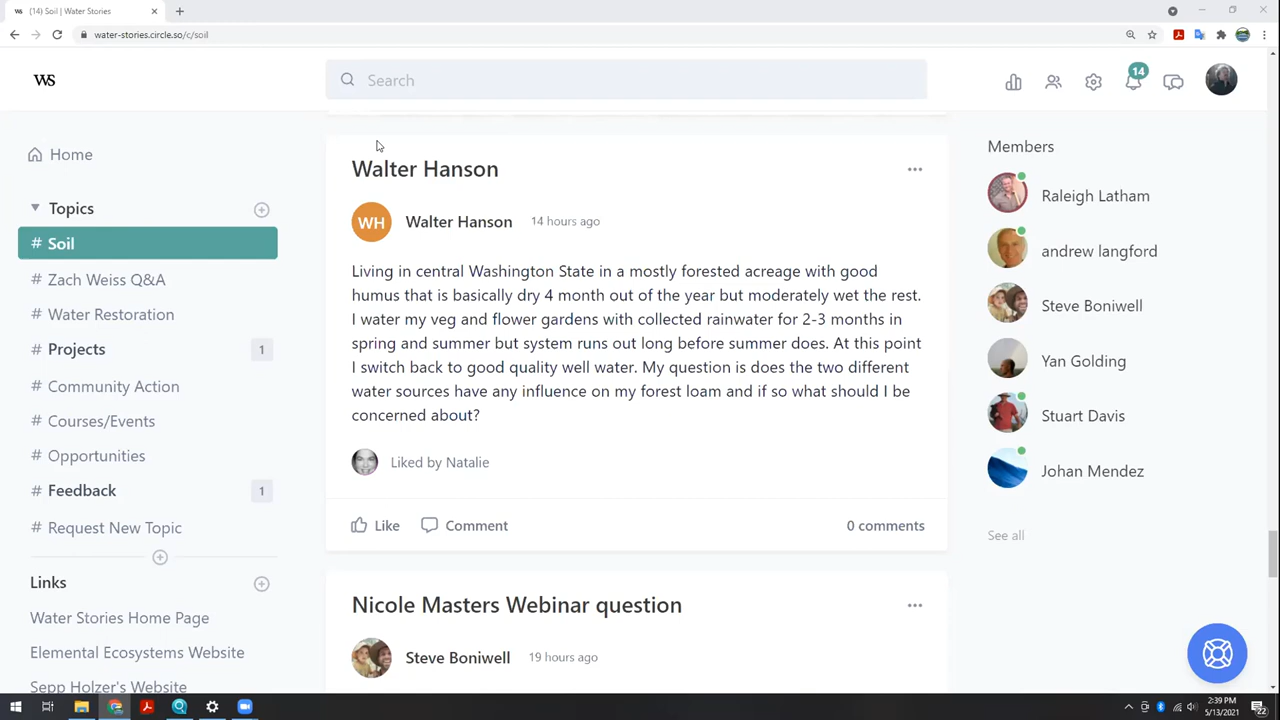 (14) Soil | Water Stories
water-stories.circle.so/c/soil
WS
Search
14
Home
Topics
# Soil
# Zach Weiss Q&A
# Water Restoration
# Projects 1
# Community Action
# Courses/Events
# Opportunities
# Feedback 1
# Request New Topic
Links
Water Stories Home Page
Elemental Ecosystems Website
Sepp Holzer's Website
Walter Hanson
WH
Walter Hanson 14 hours ago
Living in central Washington State in a mostly forested acreage with good
humus that is basically dry 4 month out of the year but moderately wet the rest.
I water my veg and flower gardens with collected rainwater for 2-3 months in
spring and summer but system runs out long before summer does. At this point
I switch back to good quality well water. My question is does the two different
water sources have any influence on my forest loam and if so what should I be
concerned about?
Liked by Natalie
Like Comment 0 comments
Nicole Masters Webinar question
Steve Boniwell 19 hours ago
Members
Raleigh Latham
andrew langford
Steve Boniwell
Yan Golding
Stuart Davis
Johan Mendez
See all
2:39 PM
5/13/2021
22